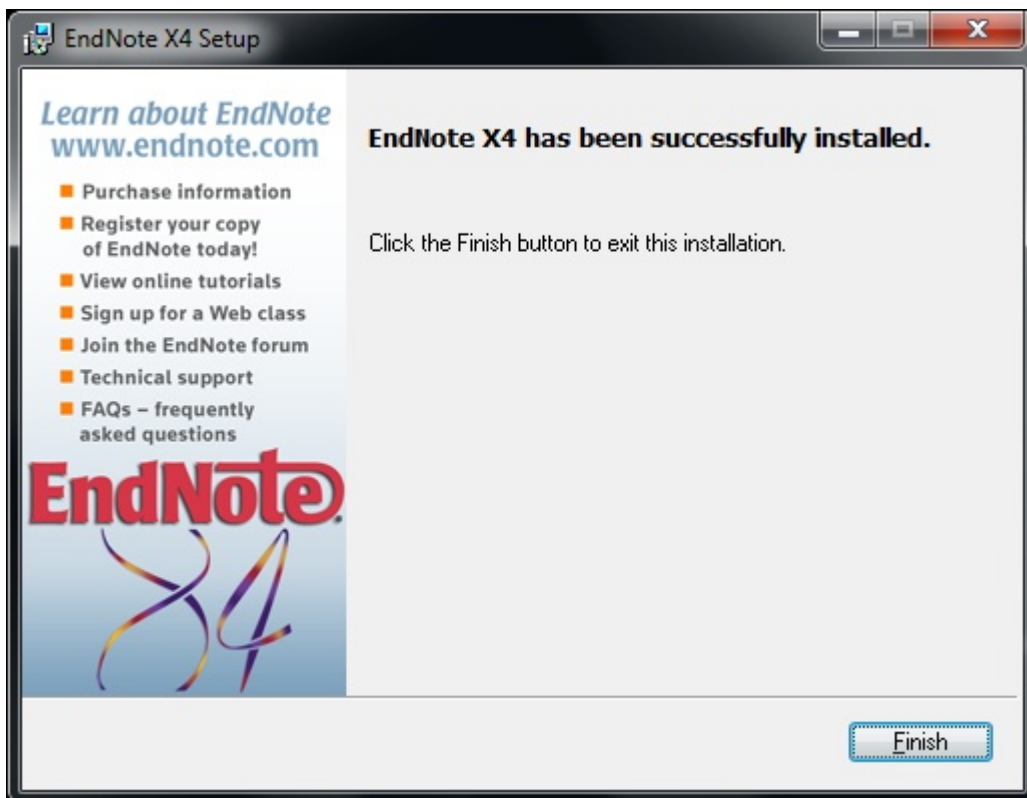 EndNote X4 Setup
Learn about EndNote
www.endnote.com
Purchase information
Register your copy
of EndNote today!
View online tutorials
Sign up for a Web class
Join the EndNote forum
Technical support
FAQs – frequently
asked questions
EndNote®
X4
EndNote X4 has been successfully installed.
Click the Finish button to exit this installation.
Finish